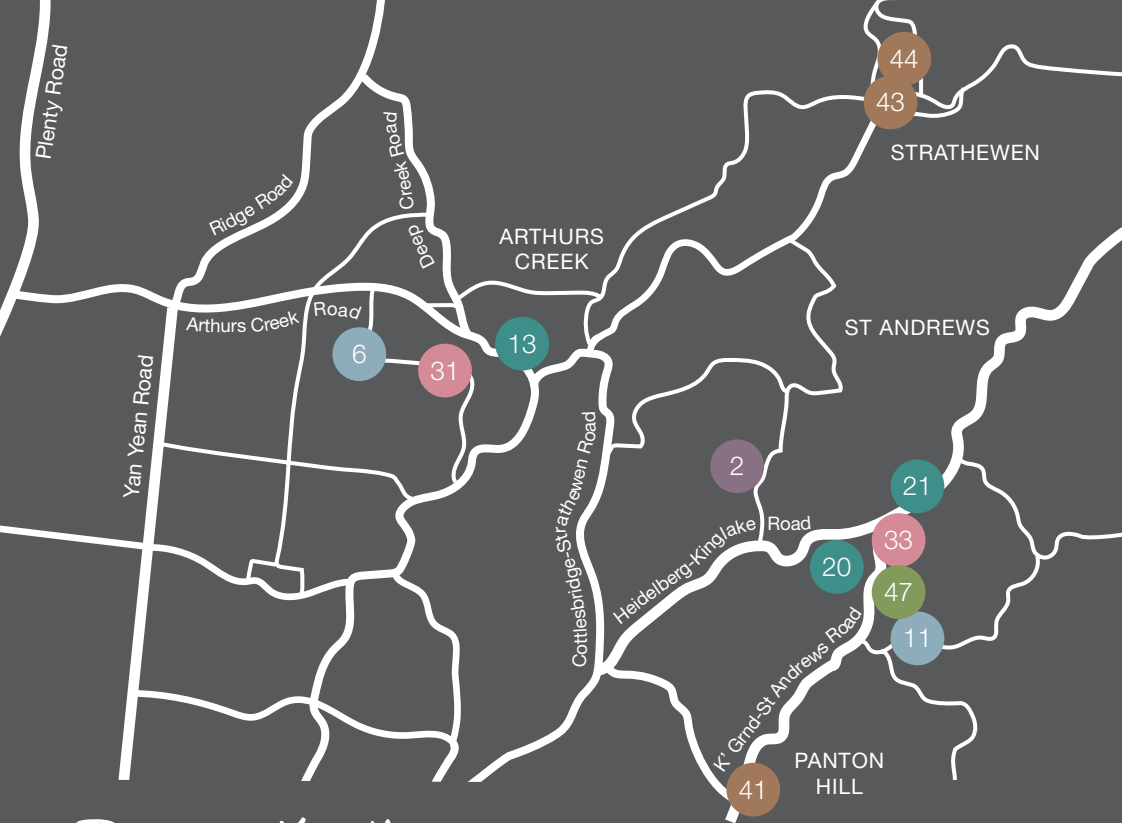 44
43
STRATHEWEN
Plenty Road
Ridge Road
Deep Creek Road
ARTHURS
CREEK
Arthurs Creek Road
ST ANDREWS
6
31
13
Yan Yean Road
Cottlesbridge-Strathewen Road
2
21
Heidelberg-Kinglake Road
33
20
47
11
K' Grnd-St Andrews Road
PANTON
HILL
41